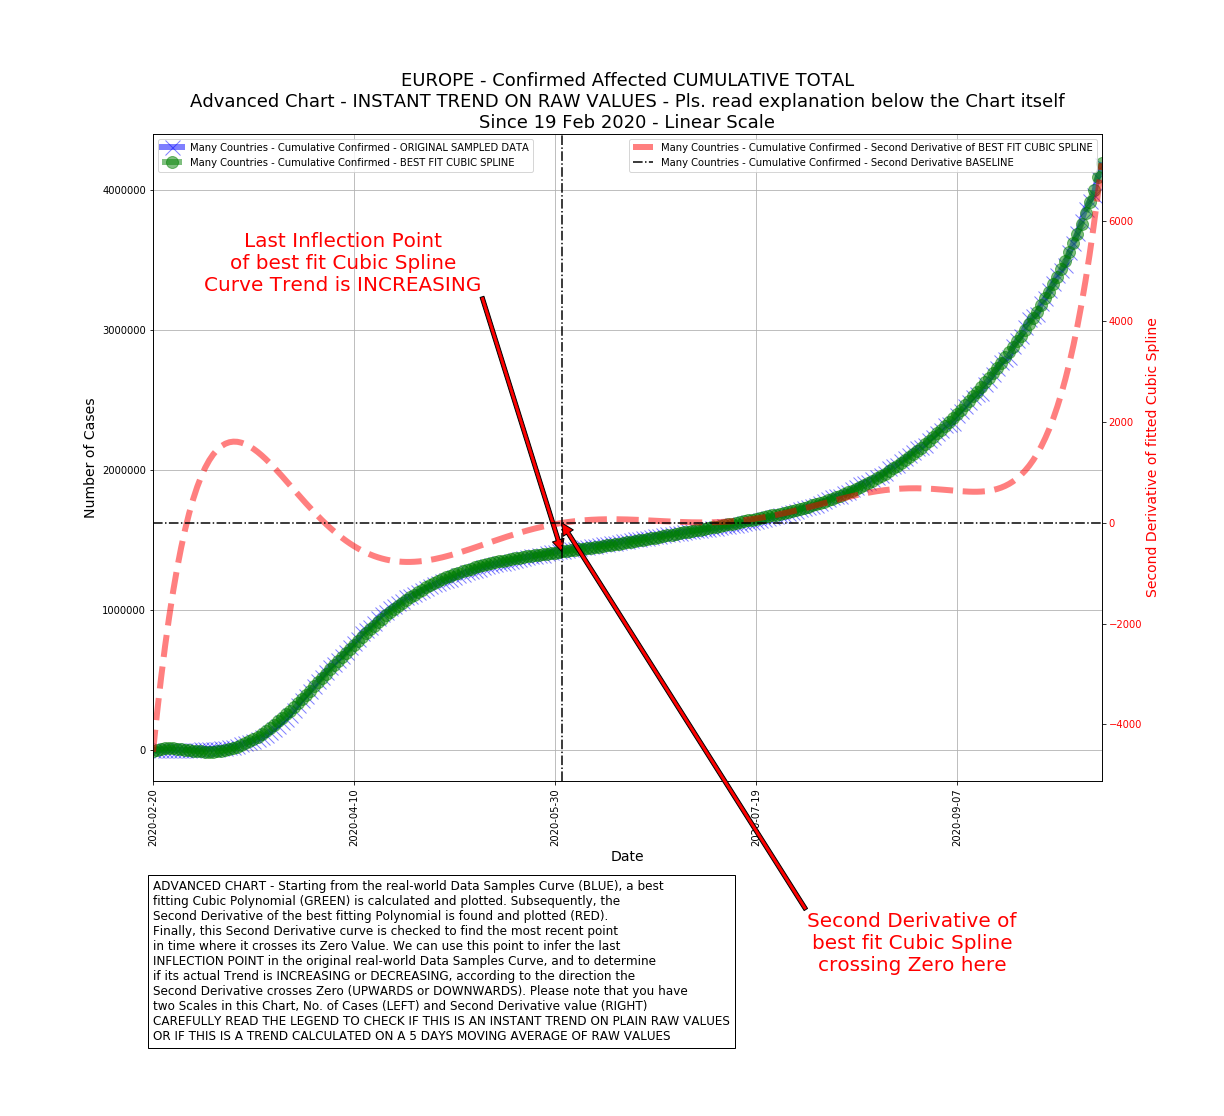 EUROPE - Confirmed Affected CUMULATIVE TOTAL
Advanced Chart - INSTANT TREND ON RAW VALUES - Pls. read explanation below the Chart itself
Since 19 Feb 2020 - Linear Scale
Many Countries - Cumulative Confirmed - ORIGINAL SAMPLED DATA
Many Countries - Cumulative Confirmed - BEST FIT CUBIC SPLINE
Many Countries - Cumulative Confirmed - Second Derivative of BEST FIT CUBIC SPLINE
Many Countries - Cumulative Confirmed - Second Derivative BASELINE
Last Inflection Point
of best fit Cubic Spline
Curve Trend is INCREASING
Number of Cases
4000000
3000000
2000000
1000000
0
6000
4000
2000
0
−2000
−4000
Second Derivative of fitted Cubic Spline
2020-02-20
2020-04-10
2020-05-30
2020-07-19
2020-09-07
Date
ADVANCED CHART - Starting from the real-world Data Samples Curve (BLUE), a best
fitting Cubic Polynomial (GREEN) is calculated and plotted. Subsequently, the
Second Derivative of the best fitting Polynomial is found and plotted (RED).
Finally, this Second Derivative curve is checked to find the most recent point
in time where it crosses its Zero Value. We can use this point to infer the last
INFLECTION POINT in the original real-world Data Samples Curve, and to determine
if its actual Trend is INCREASING or DECREASING, according to the direction the
Second Derivative crosses Zero (UPWARDS or DOWNWARDS). Please note that you have
two Scales in this Chart, No. of Cases (LEFT) and Second Derivative value (RIGHT)
CAREFULLY READ THE LEGEND TO CHECK IF THIS IS AN INSTANT TREND ON PLAIN RAW VALUES
OR IF THIS IS A TREND CALCULATED ON A 5 DAYS MOVING AVERAGE OF RAW VALUES
Second Derivative of
best fit Cubic Spline
crossing Zero here